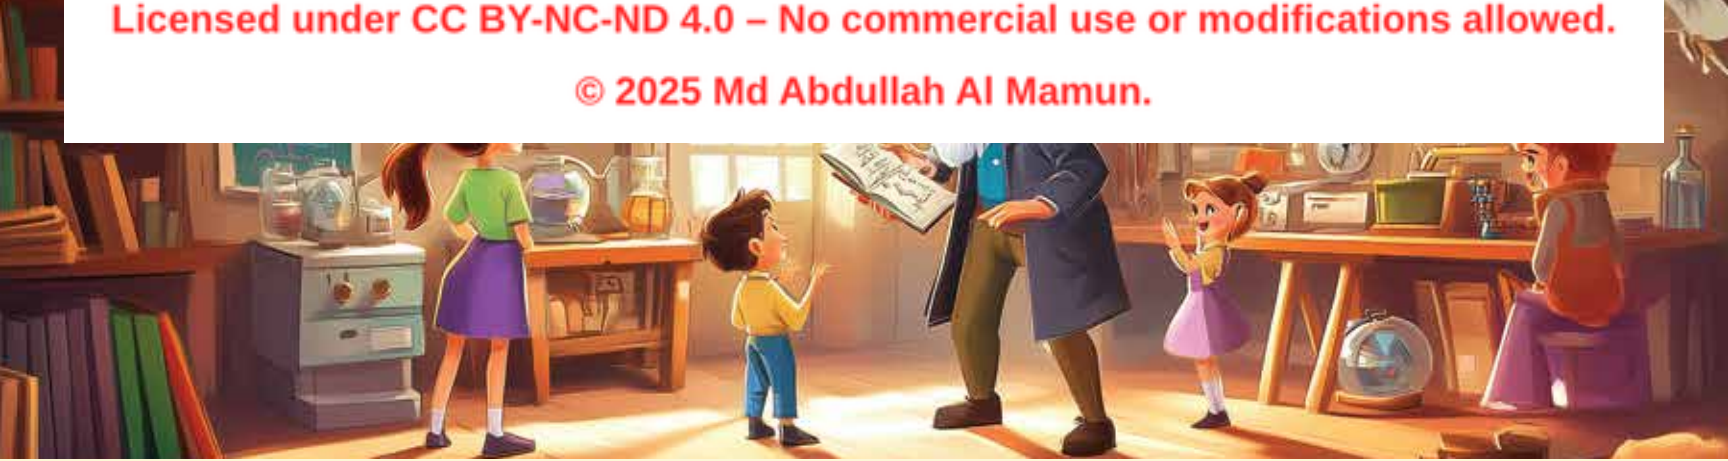 Licensed under CC BY-NC-ND 4.0 – No commercial use or modifications allowed.
© 2025 Md Abdullah Al Mamun.